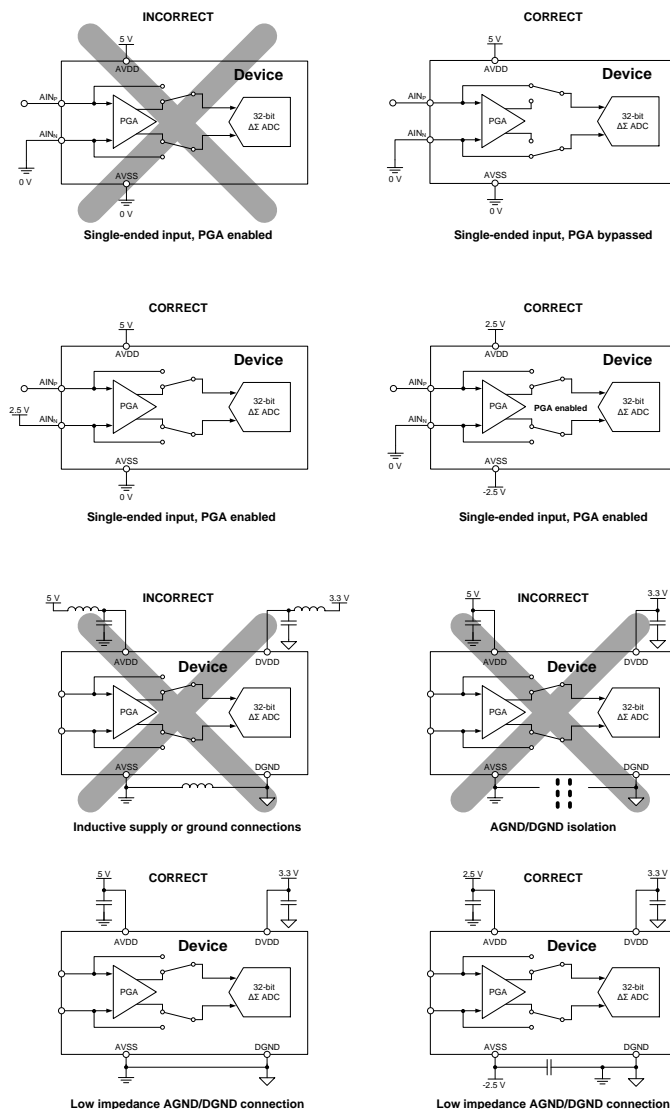 INCORRECT
5 V
AVDD
Device
AINP
PGA
32-bit
ΔΣ ADC
AINN
AVSS
0 V
0 V
Single-ended input, PGA enabled
CORRECT
5 V
AVDD
Device
AINP
PGA
32-bit
ΔΣ ADC
AINN
AVSS
0 V
0 V
Single-ended input, PGA bypassed
CORRECT
5 V
AVDD
Device
AINP
PGA
32-bit
ΔΣ ADC
2.5 V
AINN
AVSS
0 V
Single-ended input, PGA enabled
CORRECT
2.5 V
AVDD
Device
AINP
PGA
PGA enabled
32-bit
ΔΣ ADC
AINN
AVSS
0 V
-2.5 V
Single-ended input, PGA enabled
INCORRECT
5 V
3.3 V
AVDD
DVDD
Device
PGA
32-bit
ΔΣ ADC
AVSS
DGND
Inductive supply or ground connections
INCORRECT
5 V
3.3 V
AVDD
DVDD
Device
PGA
32-bit
ΔΣ ADC
AVSS
DGND
AGND/DGND isolation
CORRECT
5 V
3.3 V
AVDD
DVDD
Device
PGA
32-bit
ΔΣ ADC
AVSS
DGND
Low impedance AGND/DGND connection
CORRECT
2.5 V
3.3 V
AVDD
DVDD
Device
PGA
32-bit
ΔΣ ADC
AVSS
DGND
-2.5 V
Low impedance AGND/DGND connection